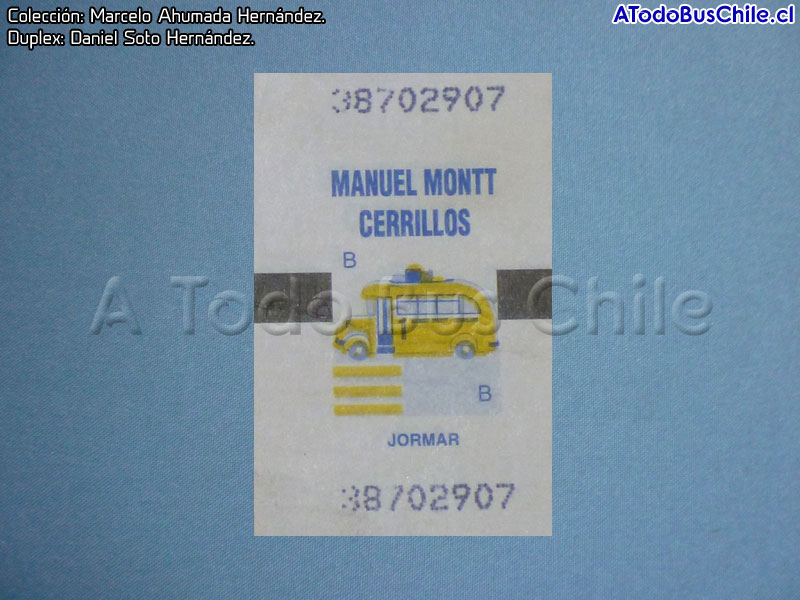 Colección: Marcelo Ahumada Hernández.
Duplex: Daniel Soto Hernández.
ATodoBusChile.cl
38702907
MANUEL MONTT
CERRILLOS
B
A Todo Bus Chile
B
JORMAR
38702907